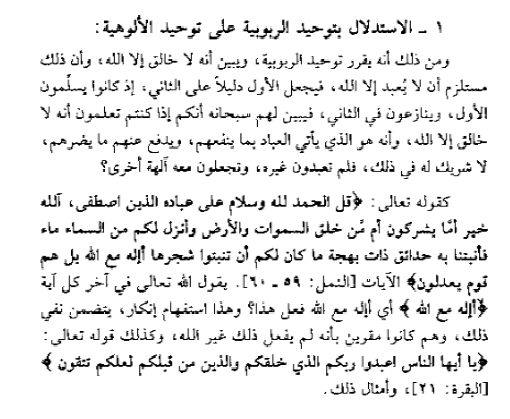 ١ ـ الاستدلال بتوحيد الربوبية على توحيد الألوهية:
ومن ذلك أنه يقرر توحيد الربوبية، ويبين أنه لا خالق إلا الله، وأن ذلك
مستلزم أن لا يُعبد إلا الله، فيجعل الأول دليلاً على الثاني، إذ كانوا يسلّمون
الأول، وينازعون في الثاني، فيبين لهم سبحانه أنكم إذا كنتم تعلمون أنه لا
خالق إلا الله، وأنه هو الذي يأتي العباد بما ينفعهم، ويدفع عنهم ما يضرهم،
لا شريك له في ذلك، فلم تعبدون غيره، وتجعلون معه آلهة أخرى؟
كقوله تعالى: ﴿قل الحمد لله وسلام على عباده الذين اصطفى، آلله
خير أمَّا يشركون أم مَّن خلق السموات والأرض وأنزل لكم من السماء ماء
فأنبتنا به حدائق ذات بهجة ما كان لكم أن تنبتوا شجرها أإله مع الله بل هم
قوم يعدلون﴾ الآيات [النمل: ٥٩ ـ ٦٠]. يقول الله تعالى في آخر كل آية
﴿أإله مع الله﴾ أي أإله مع الله فعل هذا؟ وهذا استفهام إنكار، يتضمن نفي
ذلك، وهم كانوا مقرين بأنه لم يفعل ذلك غير الله، وكذلك قوله تعالى:
﴿يا أيها الناس اعبدوا ربكم الذي خلقكم والذين من قبلكم لعلكم تتقون﴾
[البقرة: ٢١]، وأمثال ذلك.